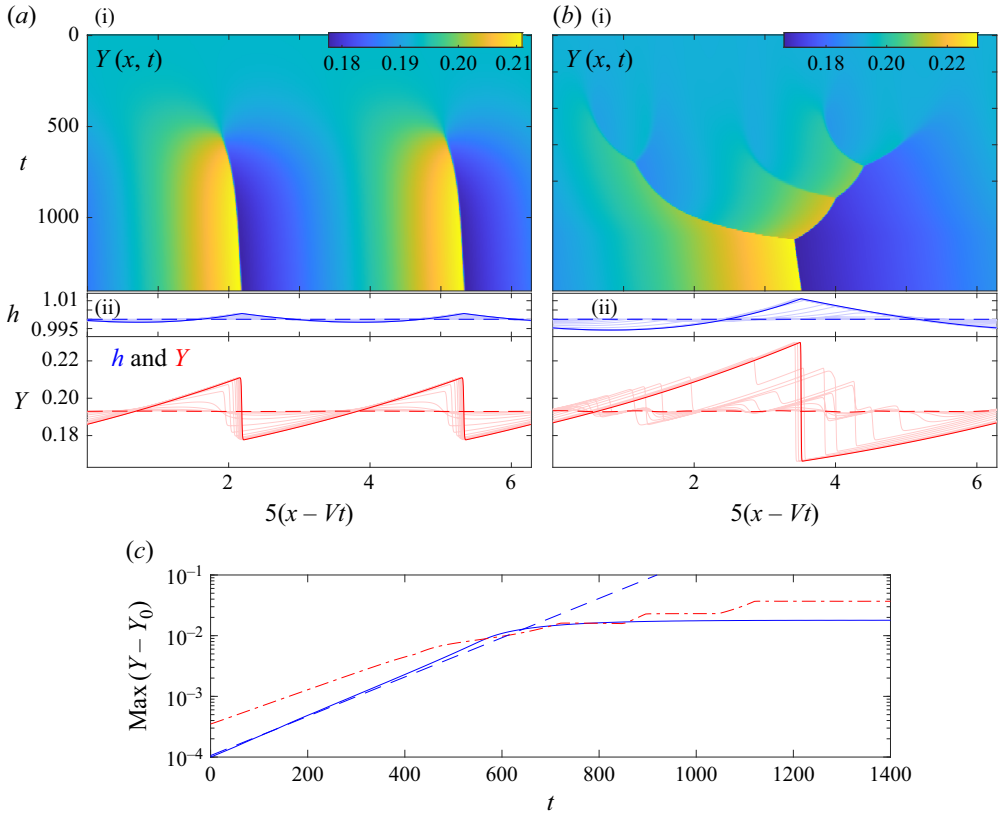 (a) (i)
(b) (i)
0
500
1000
t
Y (x, t)
0.18 0.19 0.20 0.21
Y (x, t)
0.18 0.20 0.22
1.01
0.995
h
(ii)
(ii)
h and Y
0.22
0.20
0.18
Y
2 4 6
2 4 6
5(x – Vt)
5(x – Vt)
(c)
10⁻¹
10⁻²
10⁻³
10⁻⁴
Max (Y – Y₀)
0 200 400 600 800 1000 1200 1400
t